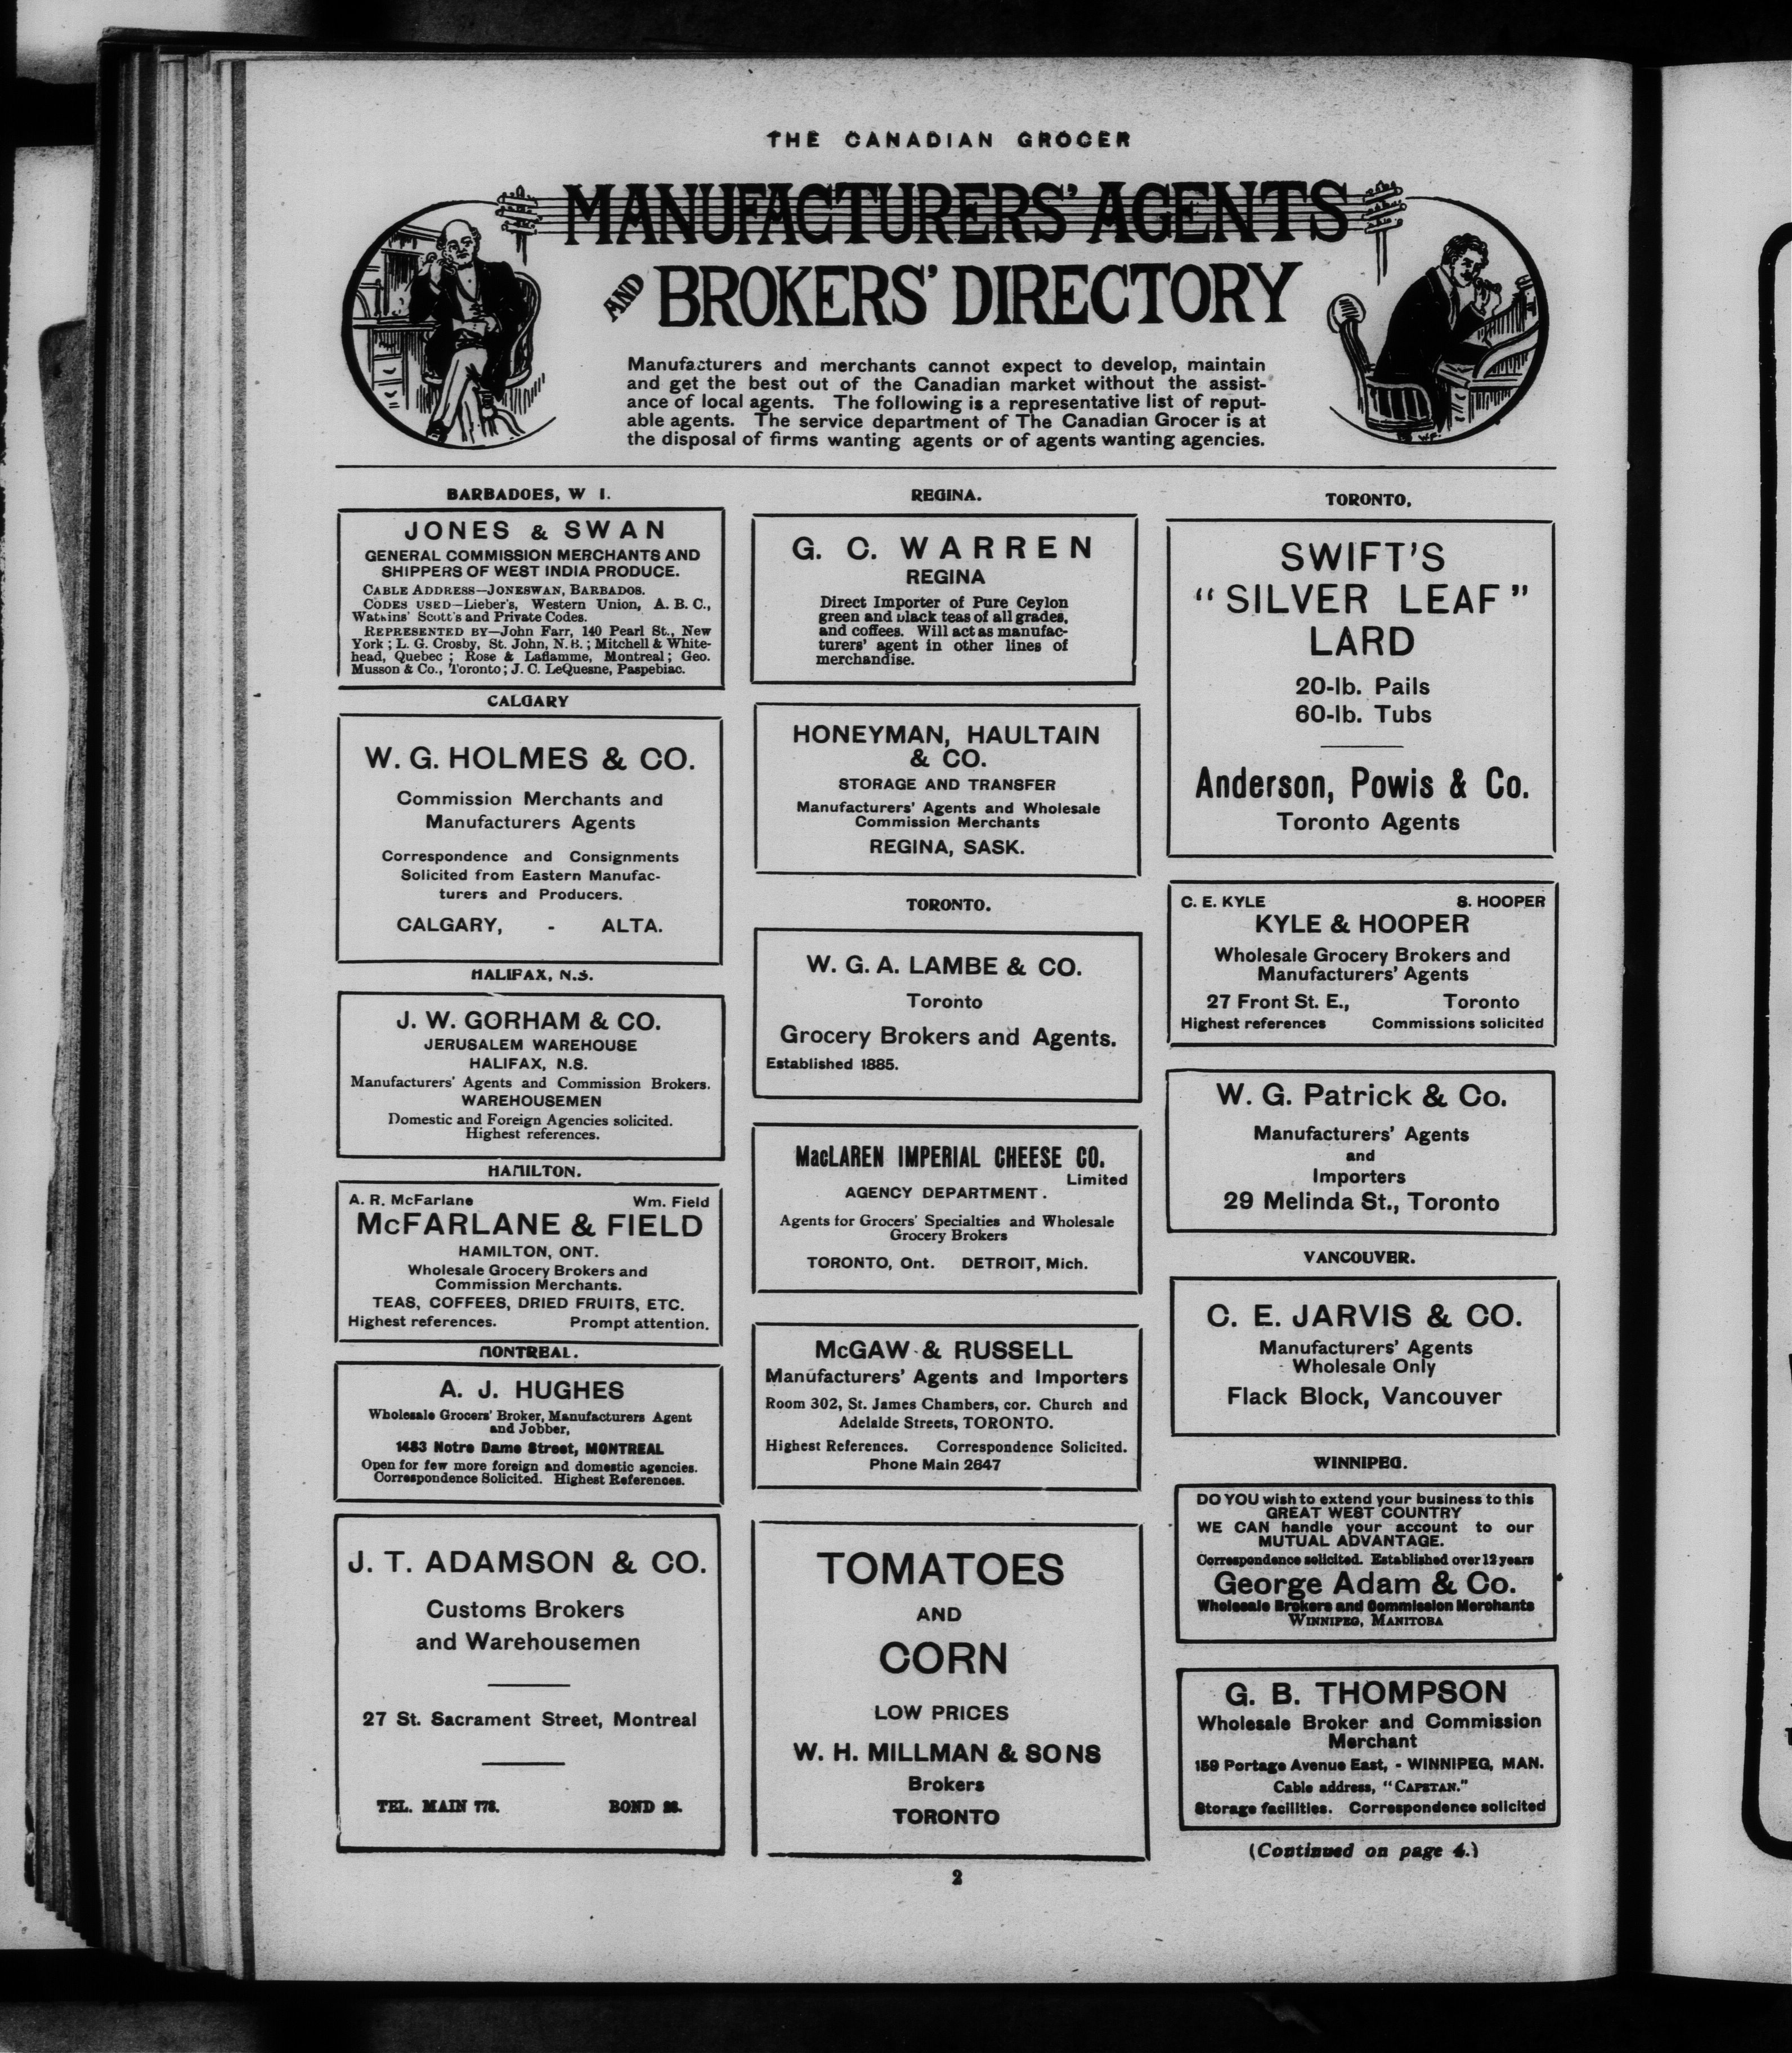 THE CANADIAN GROCER
MANUFACTURERS' AGENTS
AND BROKERS' DIRECTORY
Manufacturers and merchants cannot expect to develop, maintain
and get the best out of the Canadian market without the assist-
ance of local agents. The following is a representative list of reput-
able agents. The service department of The Canadian Grocer is at
the disposal of firms wanting agents or of agents wanting agencies.
BARBADOES, W I.
JONES & SWAN
GENERAL COMMISSION MERCHANTS AND
SHIPPERS OF WEST INDIA PRODUCE.
CABLE ADDRESS—JONESWAN, BARBADOS.
CODES USED—Lieber's, Western Union, A. B. C.,
Watkins' Scott's and Private Codes.
REPRESENTED BY—John Farr, 140 Pearl St., New
York; L. G. Crosby, St. John, N.B.; Mitchell & White-
head, Quebec; Rose & Laflamme, Montreal; Geo.
Musson & Co., Toronto; J. C. LeQuesne, Paspebiac.
CALGARY
W. G. HOLMES & CO.
Commission Merchants and
Manufacturers Agents
Correspondence and Consignments
Solicited from Eastern Manufac-
turers and Producers.
CALGARY, - ALTA.
HALIFAX, N.S.
J. W. GORHAM & CO.
JERUSALEM WAREHOUSE
HALIFAX, N.S.
Manufacturers' Agents and Commission Brokers.
WAREHOUSEMEN
Domestic and Foreign Agencies solicited.
Highest references.
HAMILTON.
A. R. McFarlane Wm. Field
McFARLANE & FIELD
HAMILTON, ONT.
Wholesale Grocery Brokers and
Commission Merchants.
TEAS, COFFEES, DRIED FRUITS, ETC.
Highest references. Prompt attention.
MONTREAL.
A. J. HUGHES
Wholesale Grocers' Broker, Manufacturers Agent
and Jobber,
1483 Notre Dame Street, MONTREAL
Open for few more foreign and domestic agencies.
Correspondence Solicited. Highest References.
J. T. ADAMSON & CO.
Customs Brokers
and Warehousemen
27 St. Sacrament Street, Montreal
TEL. MAIN 778. BOND 28.
REGINA.
G. C. WARREN
REGINA
Direct Importer of Pure Ceylon
green and black teas of all grades,
and coffees. Will act as manufac-
turers' agent in other lines of
merchandise.
HONEYMAN, HAULTAIN
& CO.
STORAGE AND TRANSFER
Manufacturers' Agents and Wholesale
Commission Merchants
REGINA, SASK.
TORONTO.
W. G. A. LAMBE & CO.
Toronto
Grocery Brokers and Agents.
Established 1885.
MacLAREN IMPERIAL CHEESE CO.
Limited
AGENCY DEPARTMENT.
Agents for Grocers' Specialties and Wholesale
Grocery Brokers
TORONTO, Ont. DETROIT, Mich.
McGAW & RUSSELL
Manufacturers' Agents and Importers
Room 302, St. James Chambers, cor. Church and
Adelaide Streets, TORONTO.
Highest References. Correspondence Solicited.
Phone Main 2647
TOMATOES
AND
CORN
LOW PRICES
W. H. MILLMAN & SONS
Brokers
TORONTO
TORONTO,
SWIFT'S
"SILVER LEAF"
LARD
20-lb. Pails
60-lb. Tubs
Anderson, Powis & Co.
Toronto Agents
C. E. KYLE S. HOOPER
KYLE & HOOPER
Wholesale Grocery Brokers and
Manufacturers' Agents
27 Front St. E., Toronto
Highest references Commissions solicited
W. G. Patrick & Co.
Manufacturers' Agents
and
Importers
29 Melinda St., Toronto
VANCOUVER.
C. E. JARVIS & CO.
Manufacturers' Agents
Wholesale Only
Flack Block, Vancouver
WINNIPEG.
DO YOU wish to extend your business to this
GREAT WEST COUNTRY
WE CAN handle your account to our
MUTUAL ADVANTAGE.
Correspondence solicited. Established over 12 years
George Adam & Co.
Wholesale Brokers and Commission Merchants
WINNIPEG, MANITOBA
G. B. THOMPSON
Wholesale Broker and Commission
Merchant
159 Portage Avenue East, - WINNIPEG, MAN.
Cable address, "CAPSTAN."
Storage facilities. Correspondence solicited
(Continued on page 4.)
2